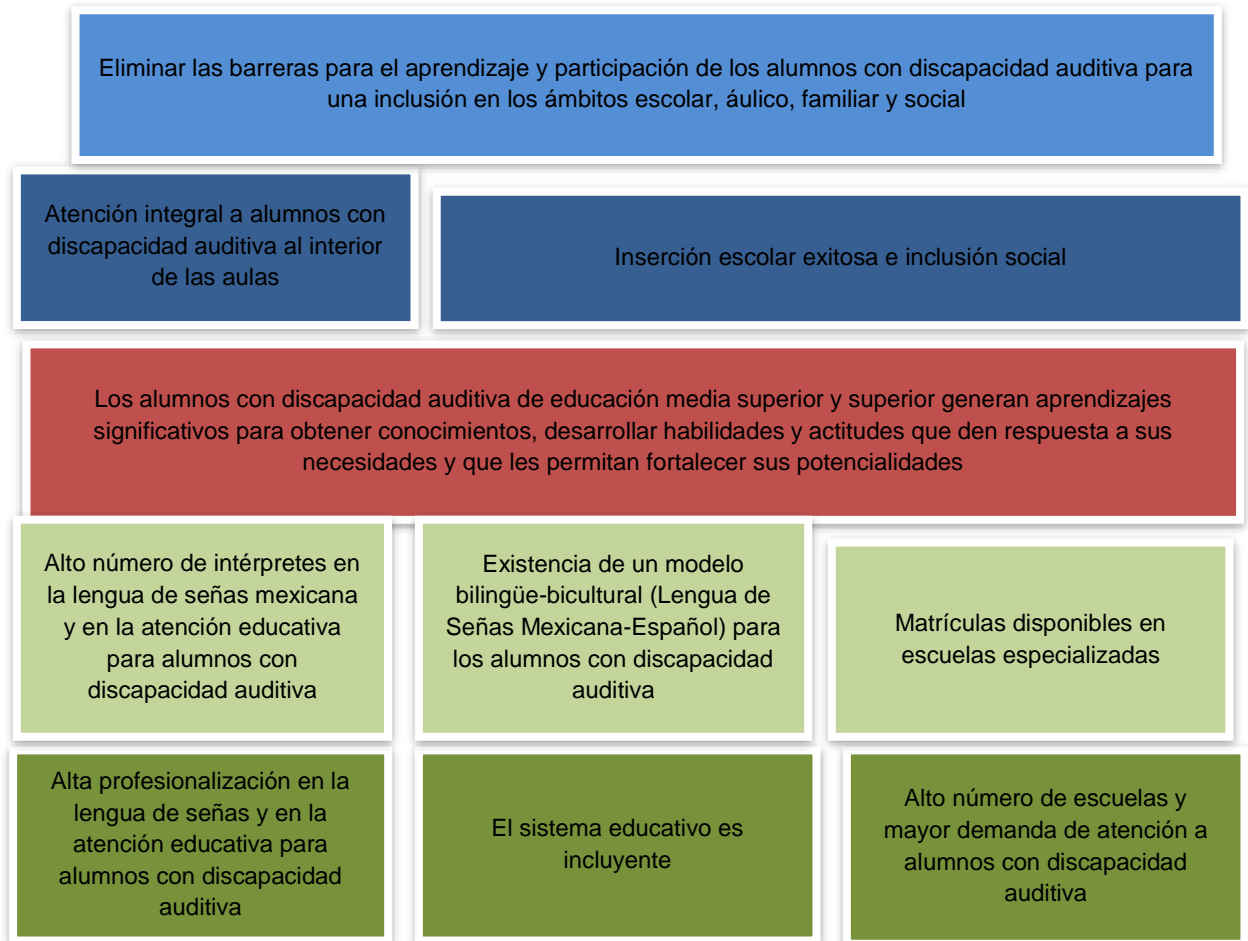 Eliminar las barreras para el aprendizaje y participación de los alumnos con discapacidad auditiva para
una inclusión en los ámbitos escolar, áulico, familiar y social
Atención integral a alumnos con
discapacidad auditiva al interior
de las aulas
Inserción escolar exitosa e inclusión social
Los alumnos con discapacidad auditiva de educación media superior y superior generan aprendizajes
significativos para obtener conocimientos, desarrollar habilidades y actitudes que den respuesta a sus
necesidades y que les permitan fortalecer sus potencialidades
Alto número de intérpretes en
la lengua de señas mexicana
y en la atención educativa
para alumnos con
discapacidad auditiva
Existencia de un modelo
bilingüe-bicultural (Lengua de
Señas Mexicana-Español) para
los alumnos con discapacidad
auditiva
Matrículas disponibles en
escuelas especializadas
Alta profesionalización en la
lengua de señas y en la
atención educativa para
alumnos con discapacidad
auditiva
El sistema educativo es
incluyente
Alto número de escuelas y
mayor demanda de atención a
alumnos con discapacidad
auditiva